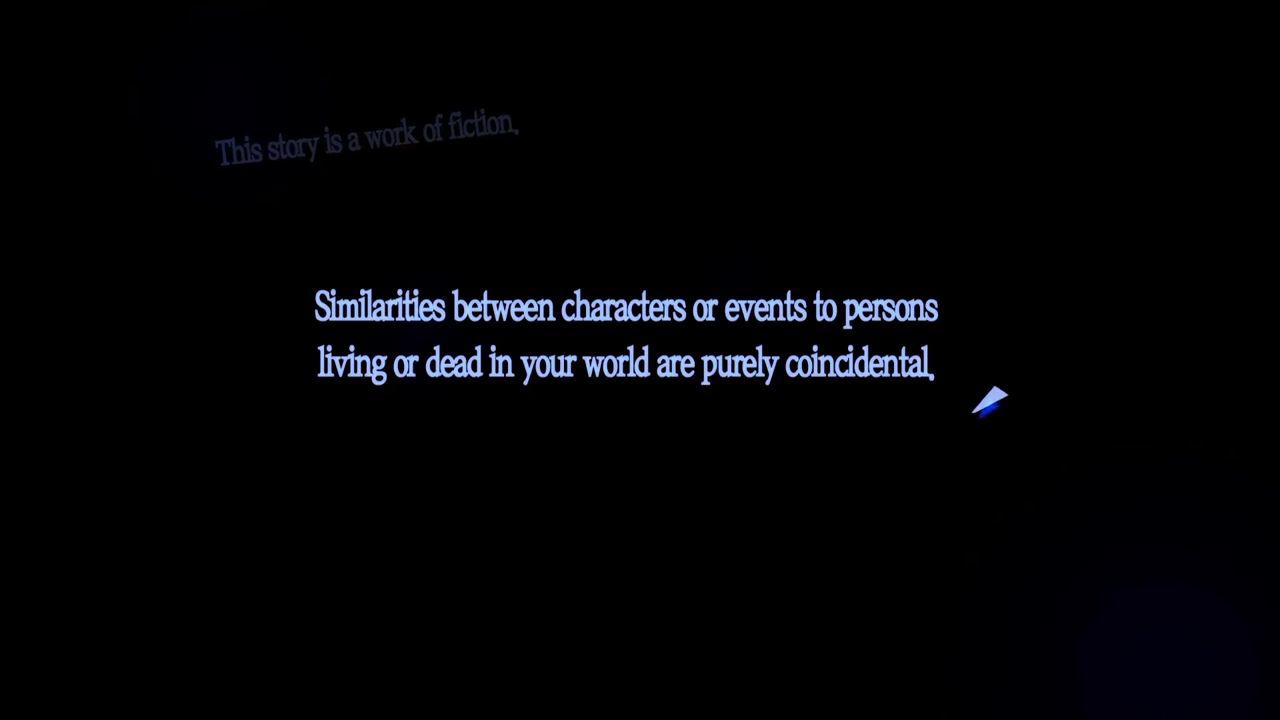 This story is a work of fiction.
Similarities between characters or events to persons
living or dead in your world are purely coincidental.